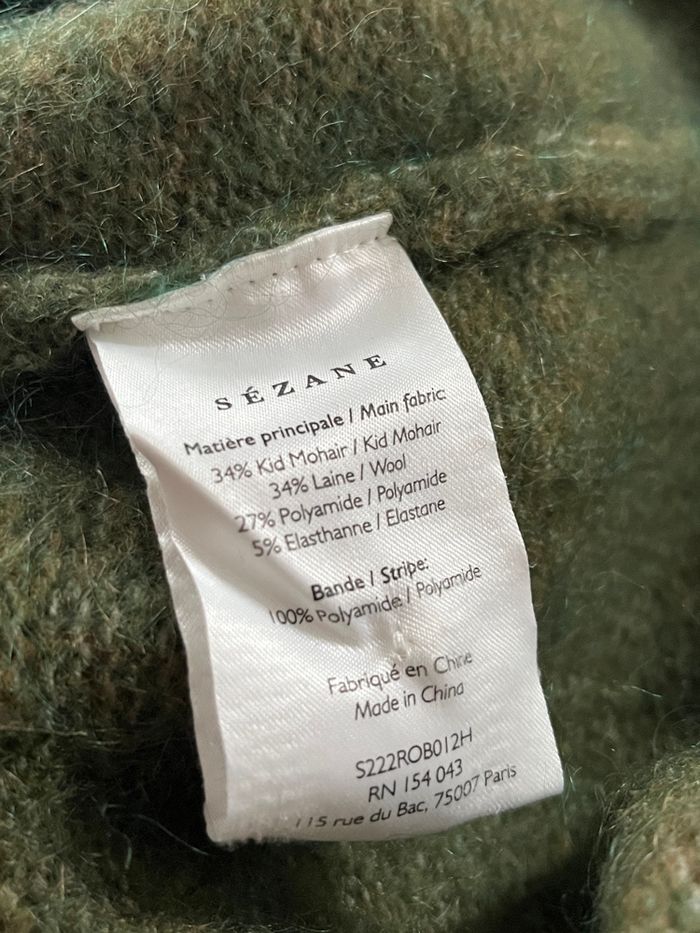 SÉZANE
Matière principale / Main fabric
34% Kid Mohair / Kid Mohair
34% Laine / Wool
27% Polyamide / Polyamide
5% Elasthanne / Elastane
Bande / Stripe:
100% Polyamide / Polyamide
Fabriqué en Chine
Made in China
S222ROB012H
RN 154 043
115 rue du Bac, 75007 Paris